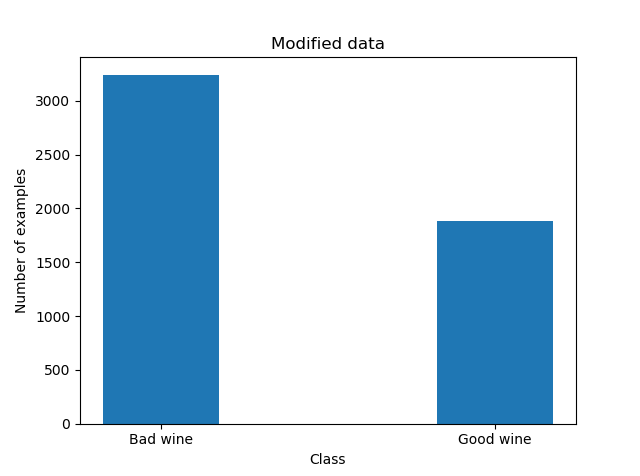 Modified data
Number of examples
3000
2500
2000
1500
1000
500
0
Bad wine
Good wine
Class